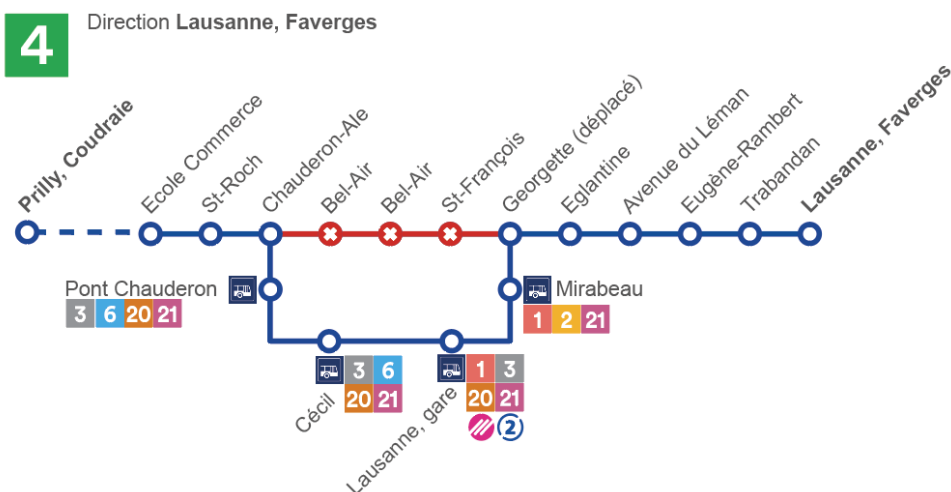 4
Direction Lausanne, Faverges
Prilly, Coudraie
Ecole Commerce
St-Roch
Chauderon-Ale
Bel-Air
Bel-Air
St-François
Georgette (déplacé)
Eglantine
Avenue du Léman
Eugène-Rambert
Trabandan
Lausanne, Faverges
Pont Chauderon
3 6 20 21
Mirabeau
1 2 21
Cécil
3 6
20 21
Lausanne, gare
1 3
20 21
2